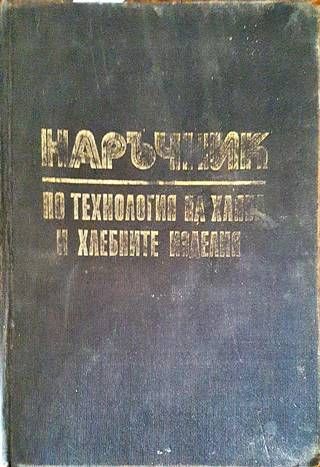 НАРЪЧНИК
ПО ТЕХНОЛОГИЯ НА ХЛЯБА
И ХЛЕБНИТЕ ИЗДЕЛИЯ